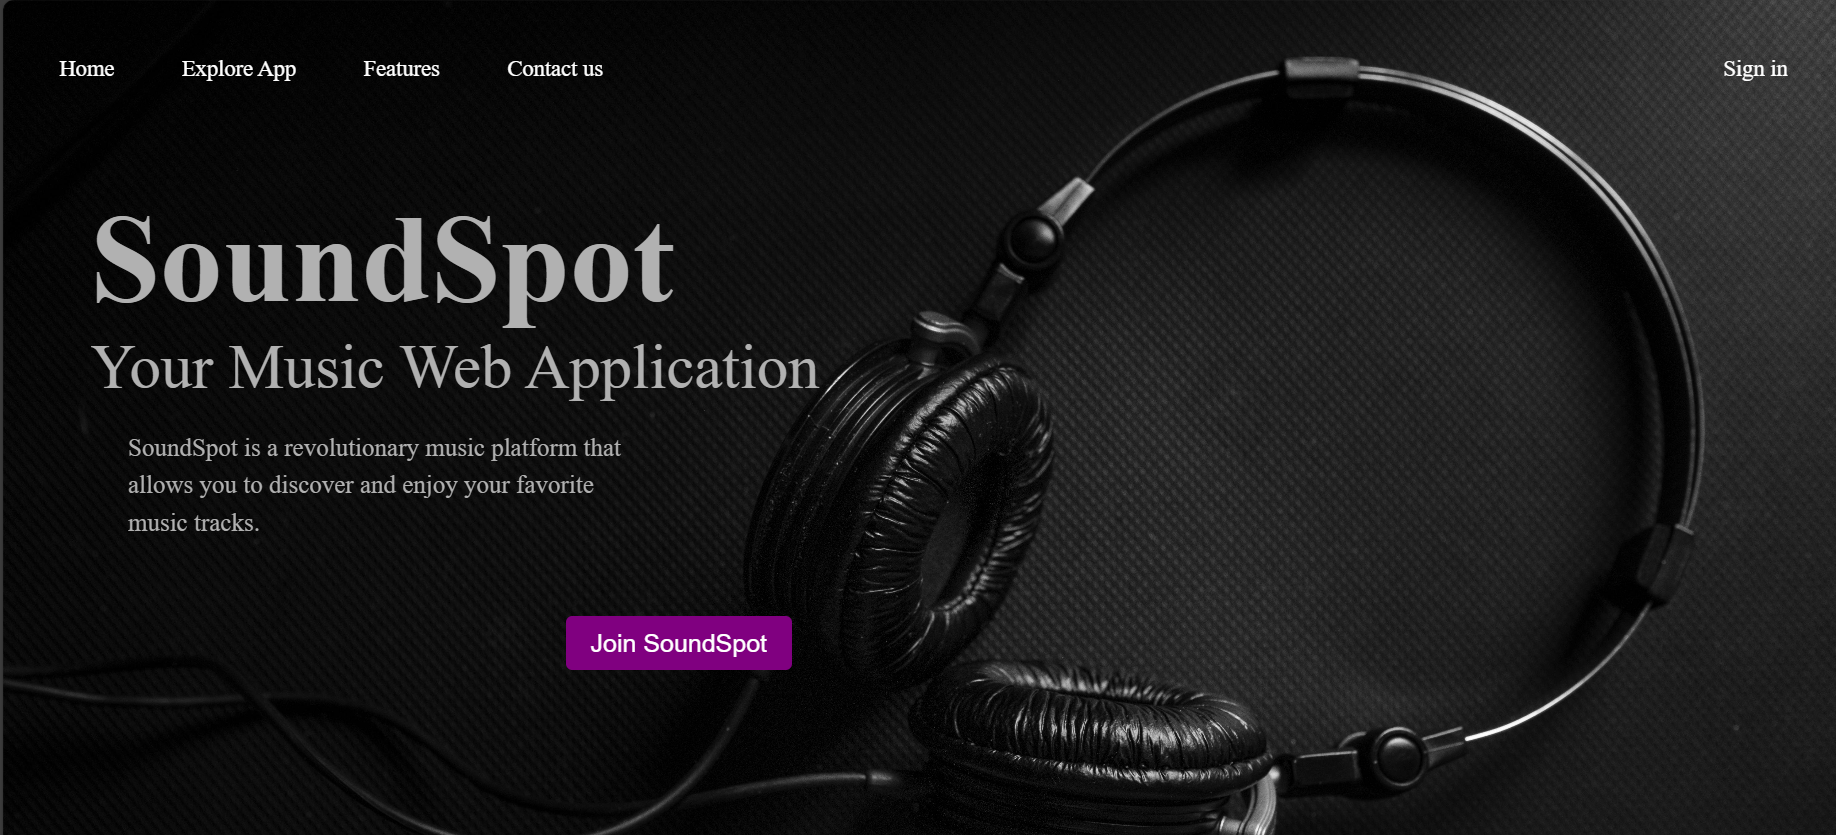 Home Explore App Features Contact us Sign in
SoundSpot
Your Music Web Application
SoundSpot is a revolutionary music platform that
allows you to discover and enjoy your favorite
music tracks.
Join SoundSpot